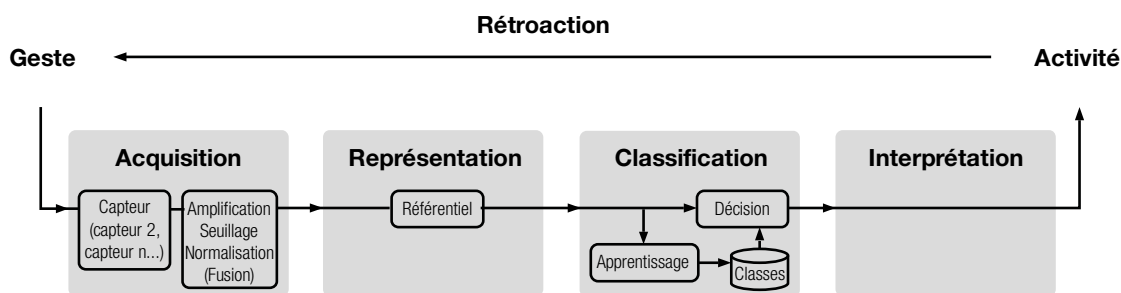 Rétroaction
Geste
Activité
Acquisition
Représentation
Classification
Interprétation
Capteur
(capteur 2,
capteur n...)
Amplification
Seuillage
Normalisation
(Fusion)
Référentiel
Décision
Apprentissage
Classes